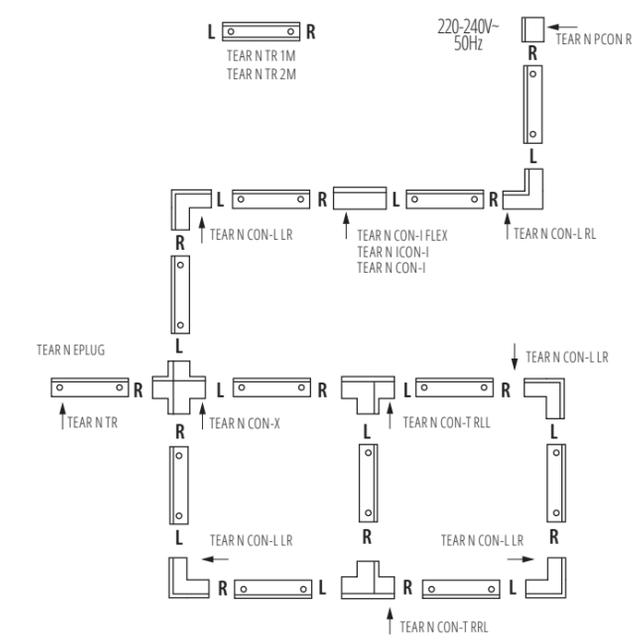 L R
TEAR N TR 1M
TEAR N TR 2M
220-240V~
50Hz
TEAR N PCON R
R
L
L R L R
TEAR N CON-L LR
TEAR N CON-I FLEX
TEAR N ICON-I
TEAR N CON-I
TEAR N CON-L RL
R
L
TEAR N EPLUG
TEAR N CON-L LR
R L R L R
TEAR N TR
TEAR N CON-X
TEAR N CON-T RLL
R L L
L R R
TEAR N CON-L LR
TEAR N CON-L LR
R L R L
TEAR N CON-T RRL